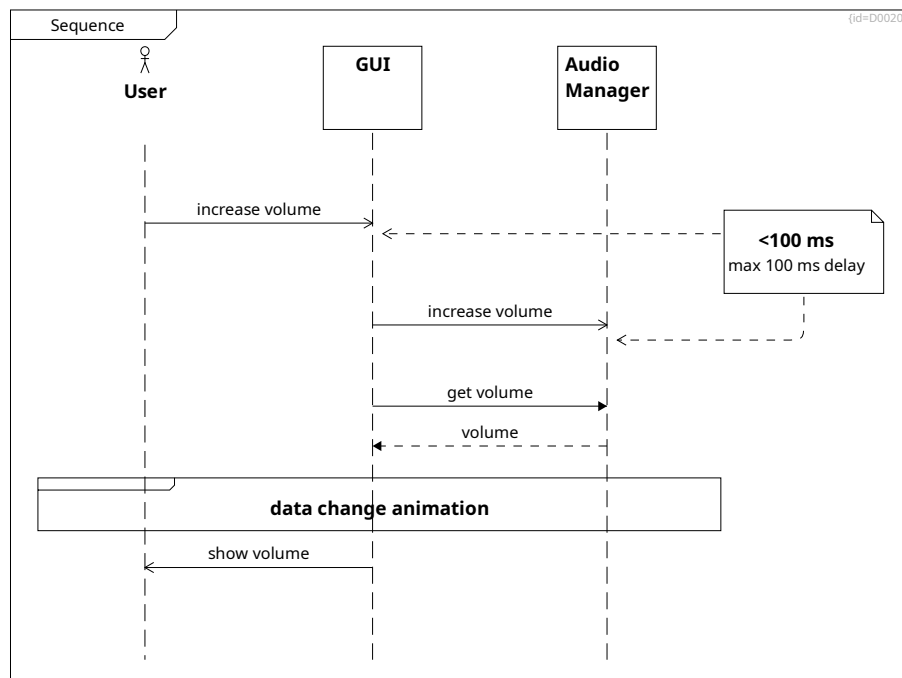 Sequence
{id=D0020
User
GUI
Audio
Manager
increase volume
<100 ms
max 100 ms delay
increase volume
get volume
volume
data change animation
show volume